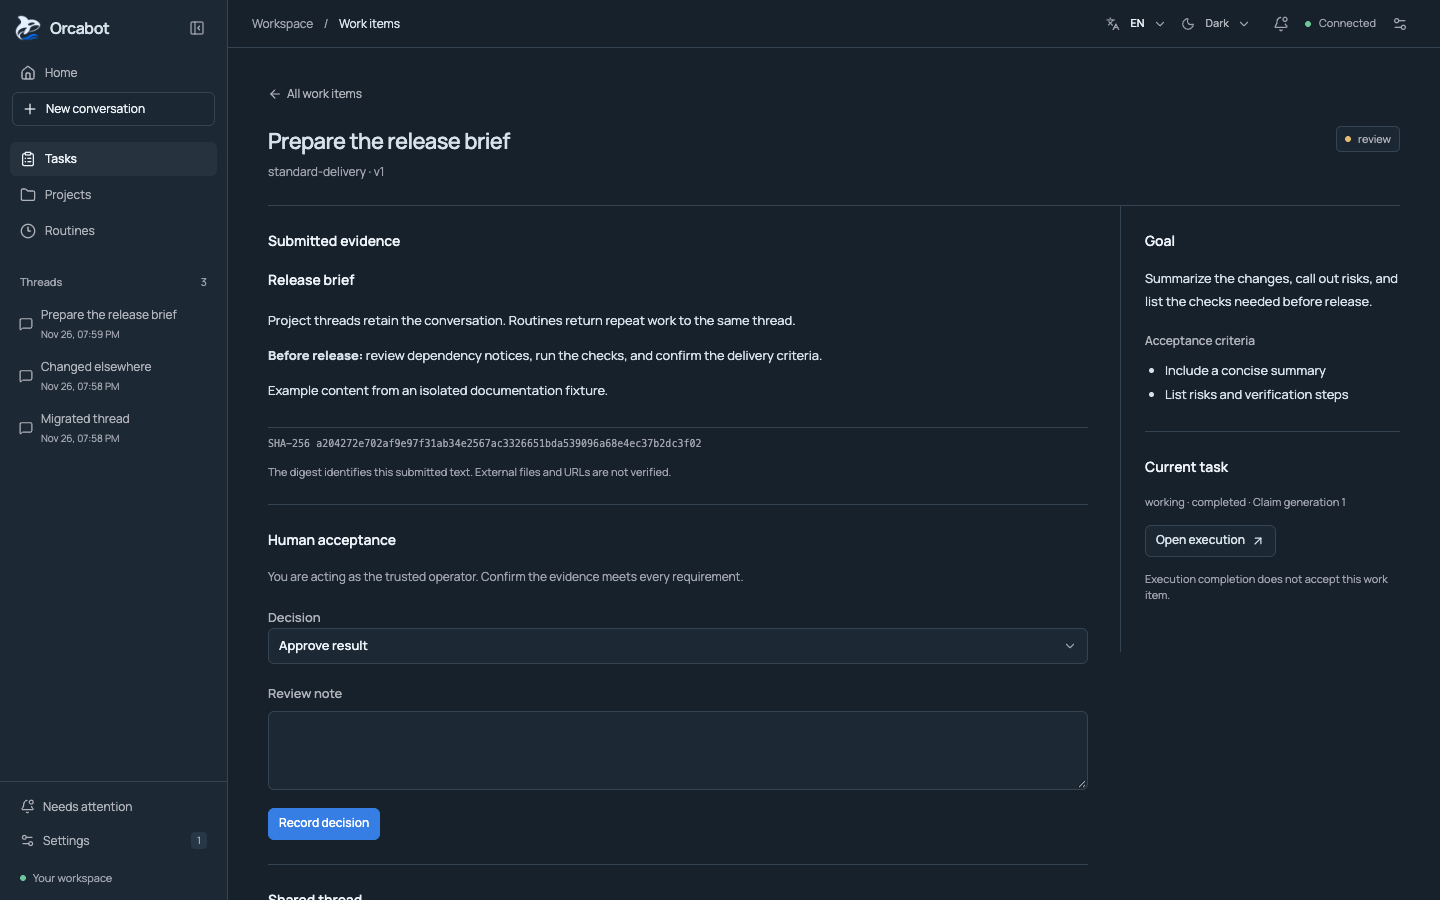 Orcabot
Home
New conversation
Tasks
Projects
Routines
Threads 3
Prepare the release brief
Nov 26, 07:59 PM
Changed elsewhere
Nov 26, 07:58 PM
Migrated thread
Nov 26, 07:58 PM
Needs attention
Settings 1
Your workspace
Workspace / Work items
EN Dark Connected
All work items
Prepare the release brief
review
standard-delivery · v1
Submitted evidence
Release brief
Project threads retain the conversation. Routines return repeat work to the same thread.
Before release: review dependency notices, run the checks, and confirm the delivery criteria.
Example content from an isolated documentation fixture.
SHA-256 a204272e702af9e97f31ab34e2567ac3326651bda539096a68e4ec37b2dc3f02
The digest identifies this submitted text. External files and URLs are not verified.
Human acceptance
You are acting as the trusted operator. Confirm the evidence meets every requirement.
Decision
Approve result
Review note
Record decision
Shared thread
Goal
Summarize the changes, call out risks, and
list the checks needed before release.
Acceptance criteria
Include a concise summary
List risks and verification steps
Current task
working · completed · Claim generation 1
Open execution
Execution completion does not accept this work
item.